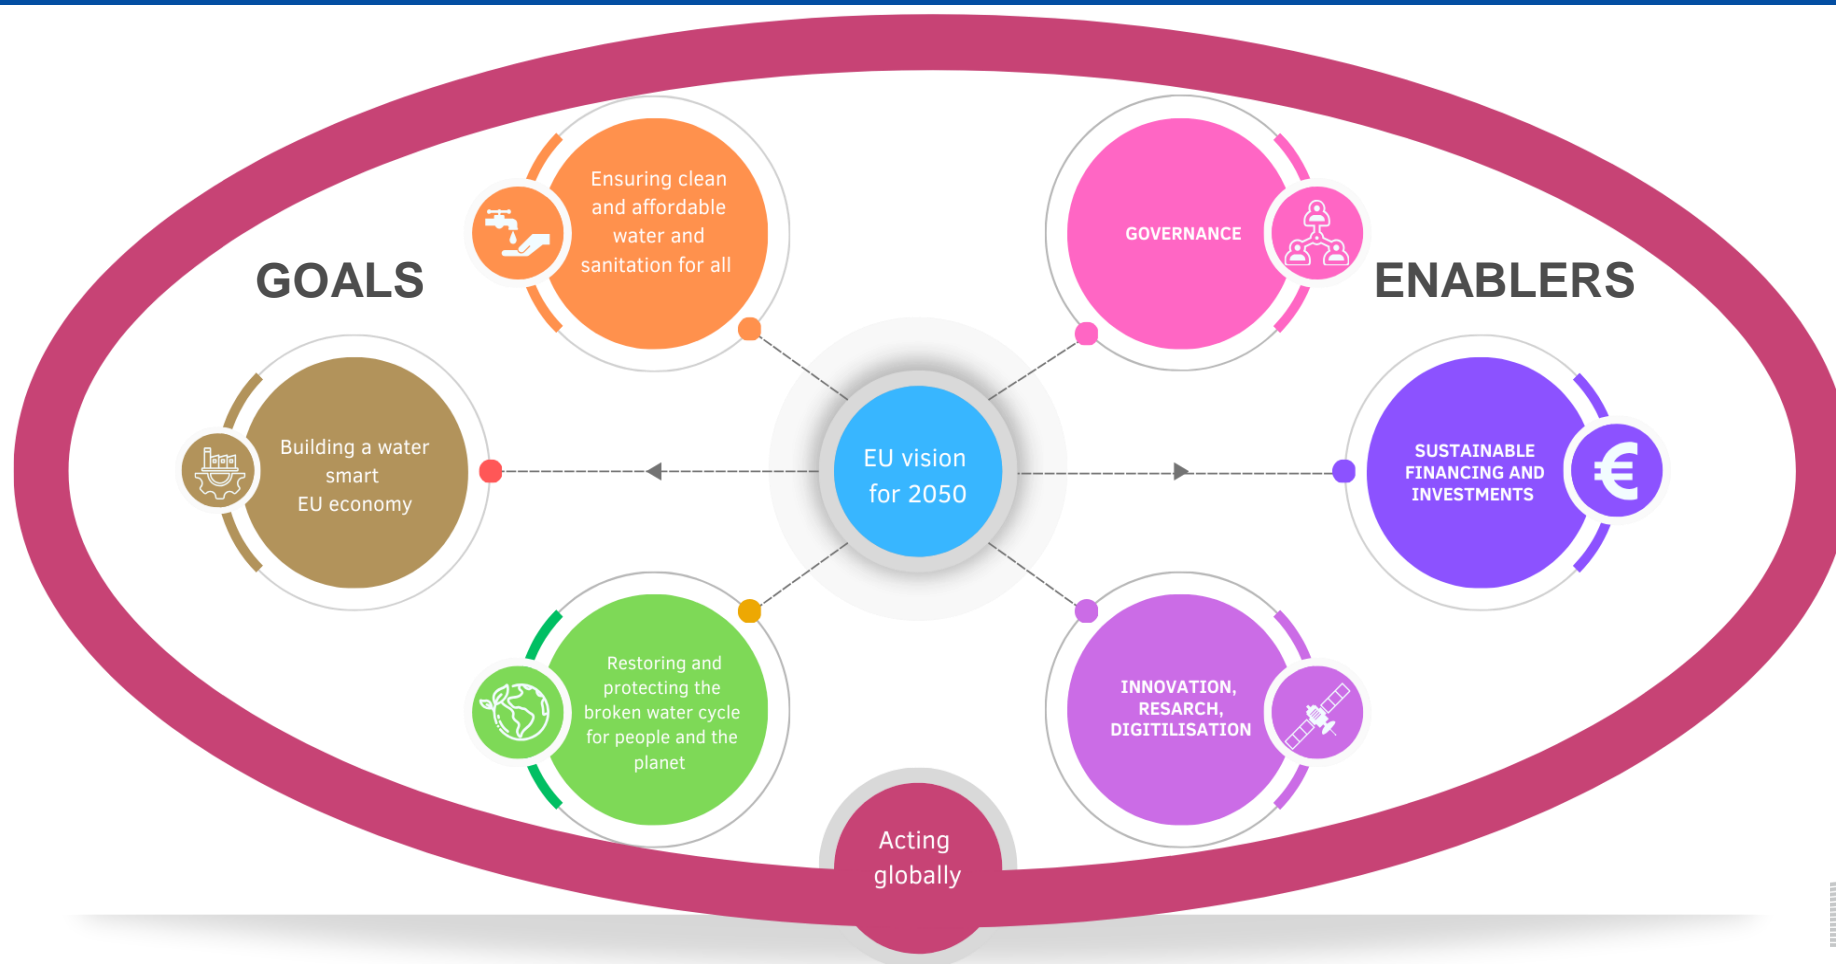 GOALS
ENABLERS
Ensuring clean
and affordable
water and
sanitation for all
Building a water
smart
EU economy
Restoring and
protecting the
broken water cycle
for people and the
planet
EU vision
for 2050
GOVERNANCE
SUSTAINABLE
FINANCING AND
INVESTMENTS
INNOVATION,
RESARCH,
DIGITILISATION
Acting
globally